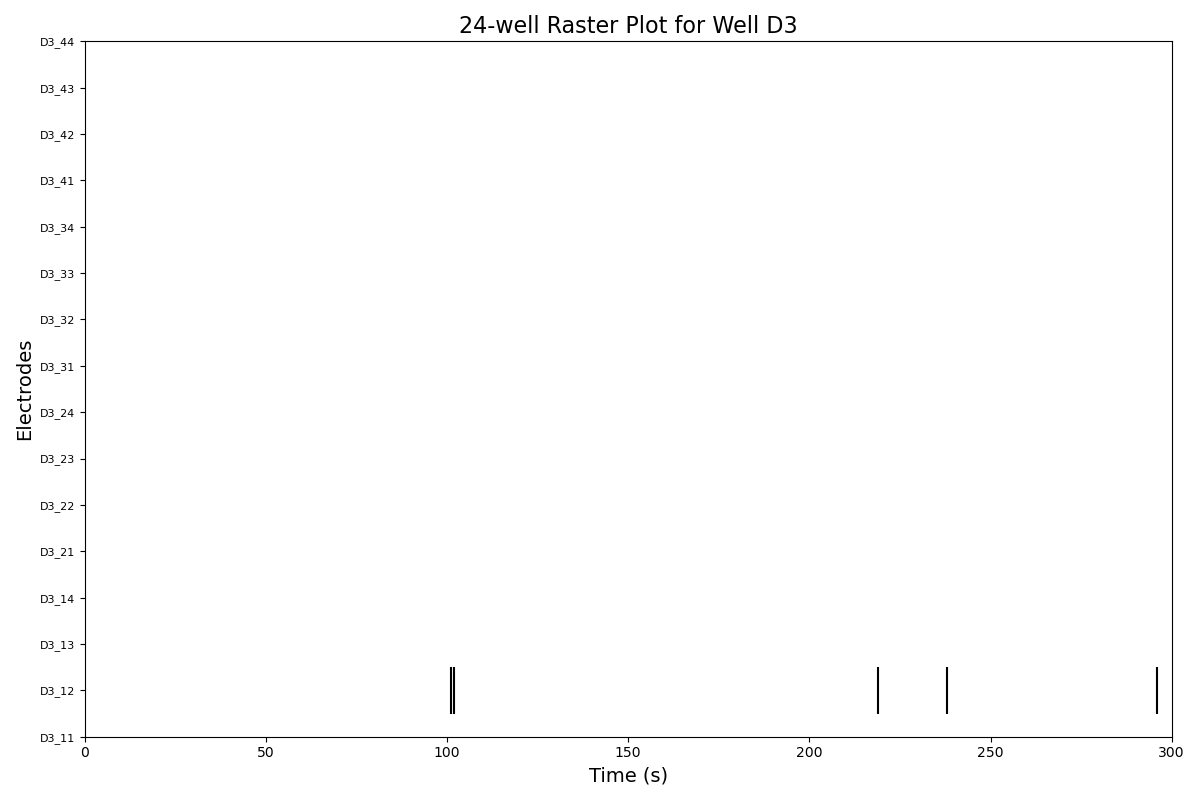 24-well Raster Plot for Well D3
D3_44
D3_43
D3_42
D3_41
D3_34
D3_33
D3_32
D3_31
D3_24
D3_23
D3_22
D3_21
D3_14
D3_13
D3_12
D3_11
Electrodes
0 50 100 150 200 250 300
Time (s)